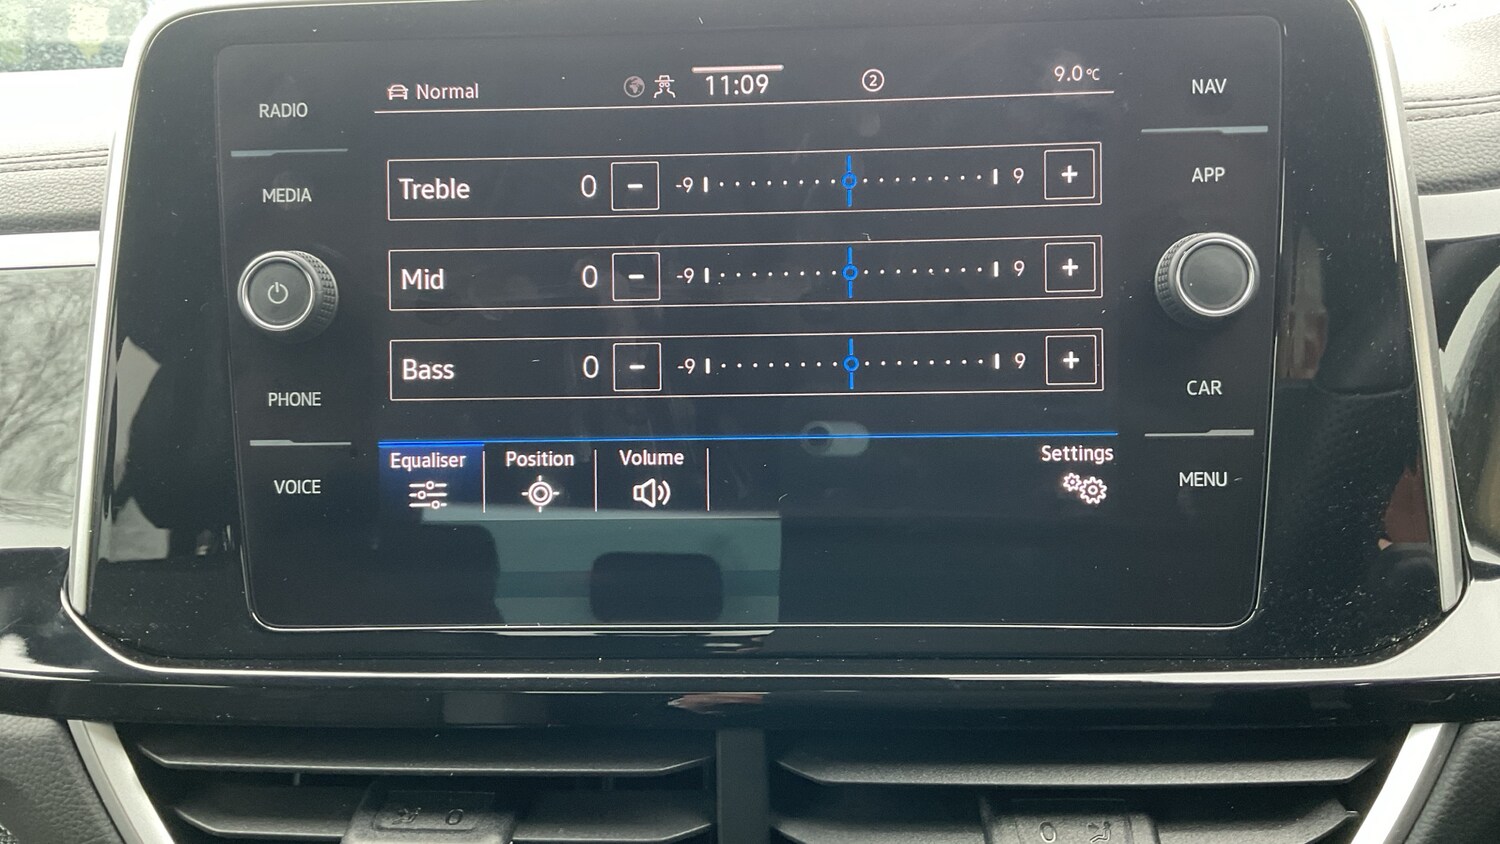 Normal 11:09 2 9.0°C
RADIO
MEDIA
PHONE
VOICE
Treble 0 - -9 9 +
Mid 0 - -9 9 +
Bass 0 - -9 9 +
Equaliser Position Volume Settings
NAV
APP
CAR
MENU